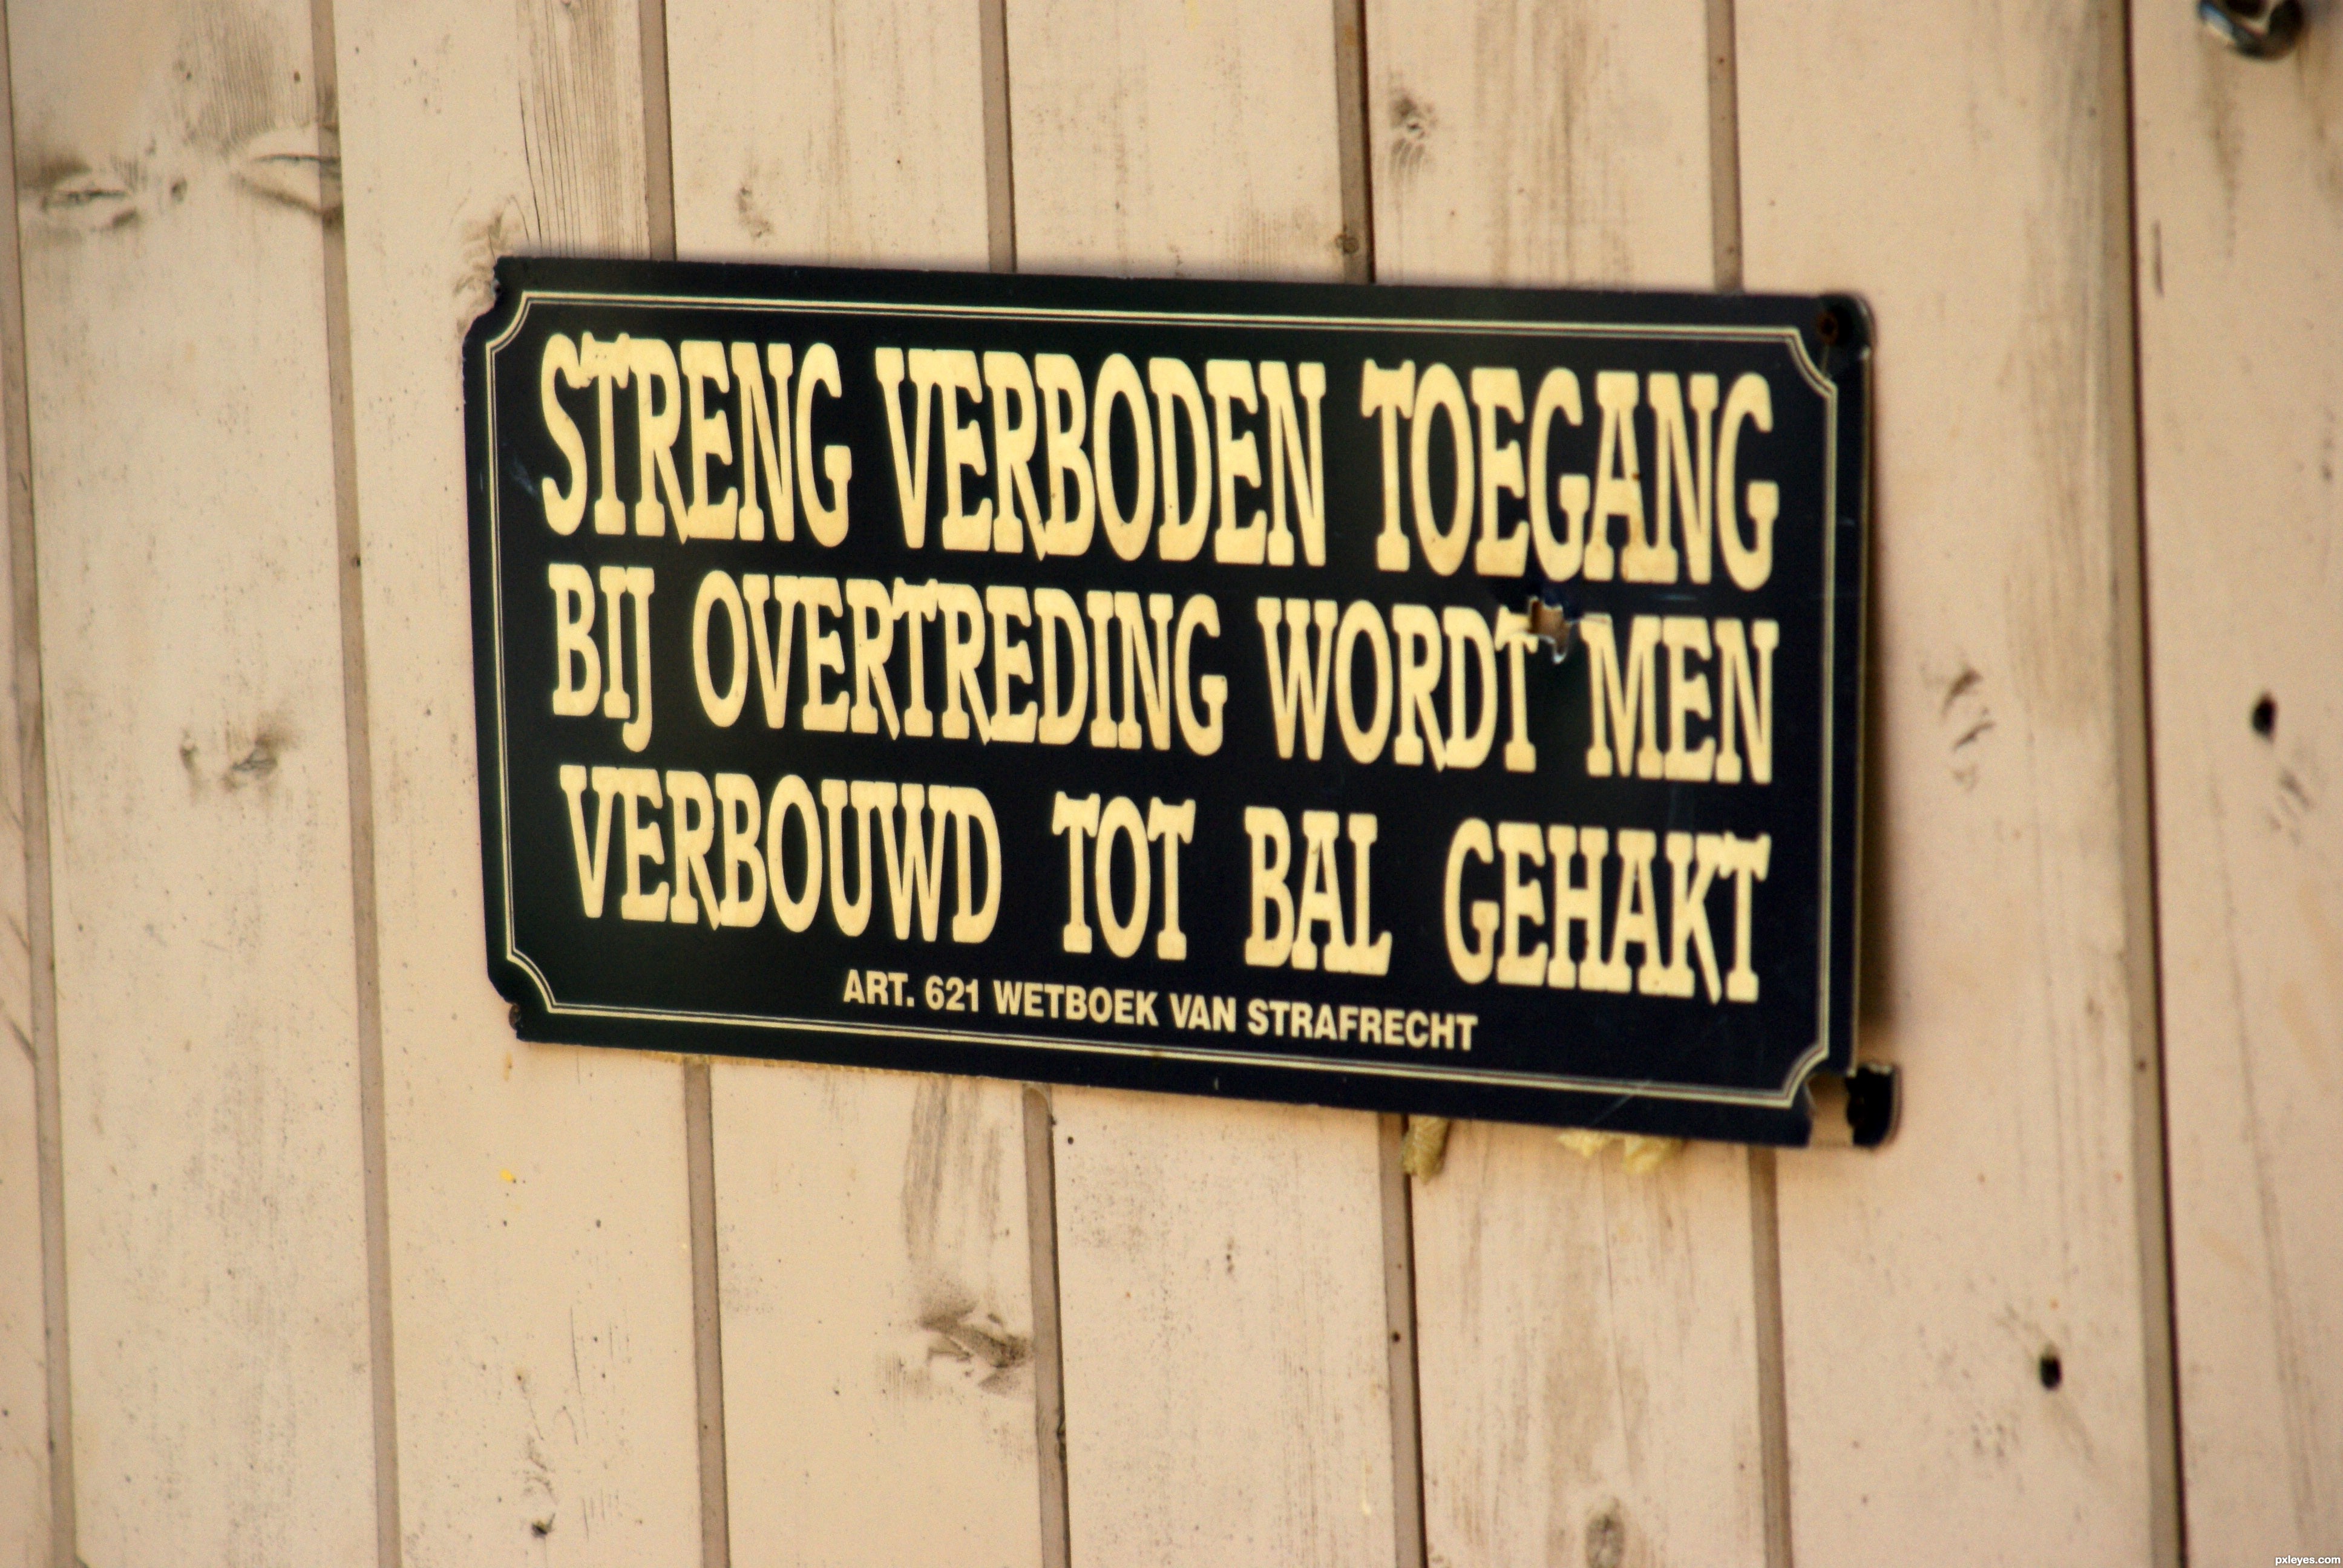 STRENG VERBODEN TOEGANG
BIJ OVERTREDING WORDT MEN
VERBOUWD TOT BAL GEHAKT
ART. 621 WETBOEK VAN STRAFRECHT
pxleyes.com